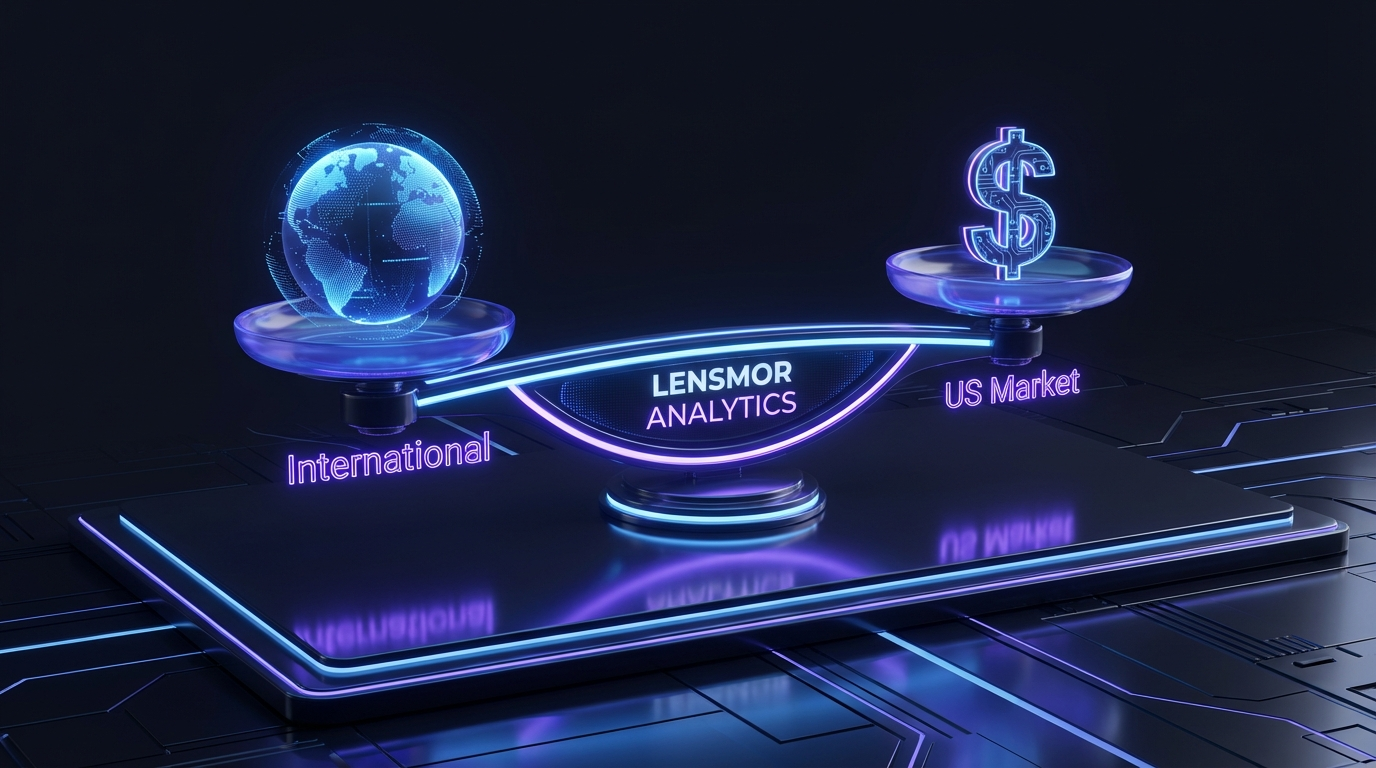 LENSMOR
ANALYTICS
International
US Market